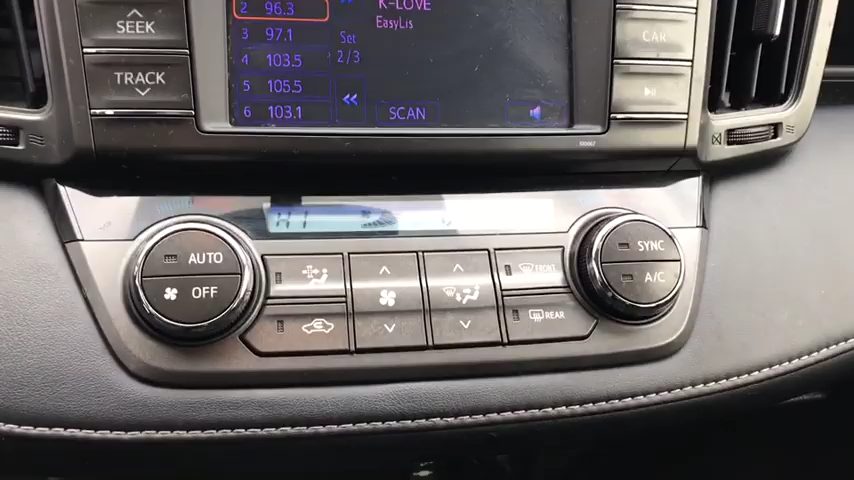 2 96.3
K-LOVE
SEEK
EasyLis
3 97.1
Set
CAR
2/3
4 103.5
TRACK
5 105.5
6 103.1
SCAN
HI
AUTO
OFF
FRONT
REAR
SYNC
A/C